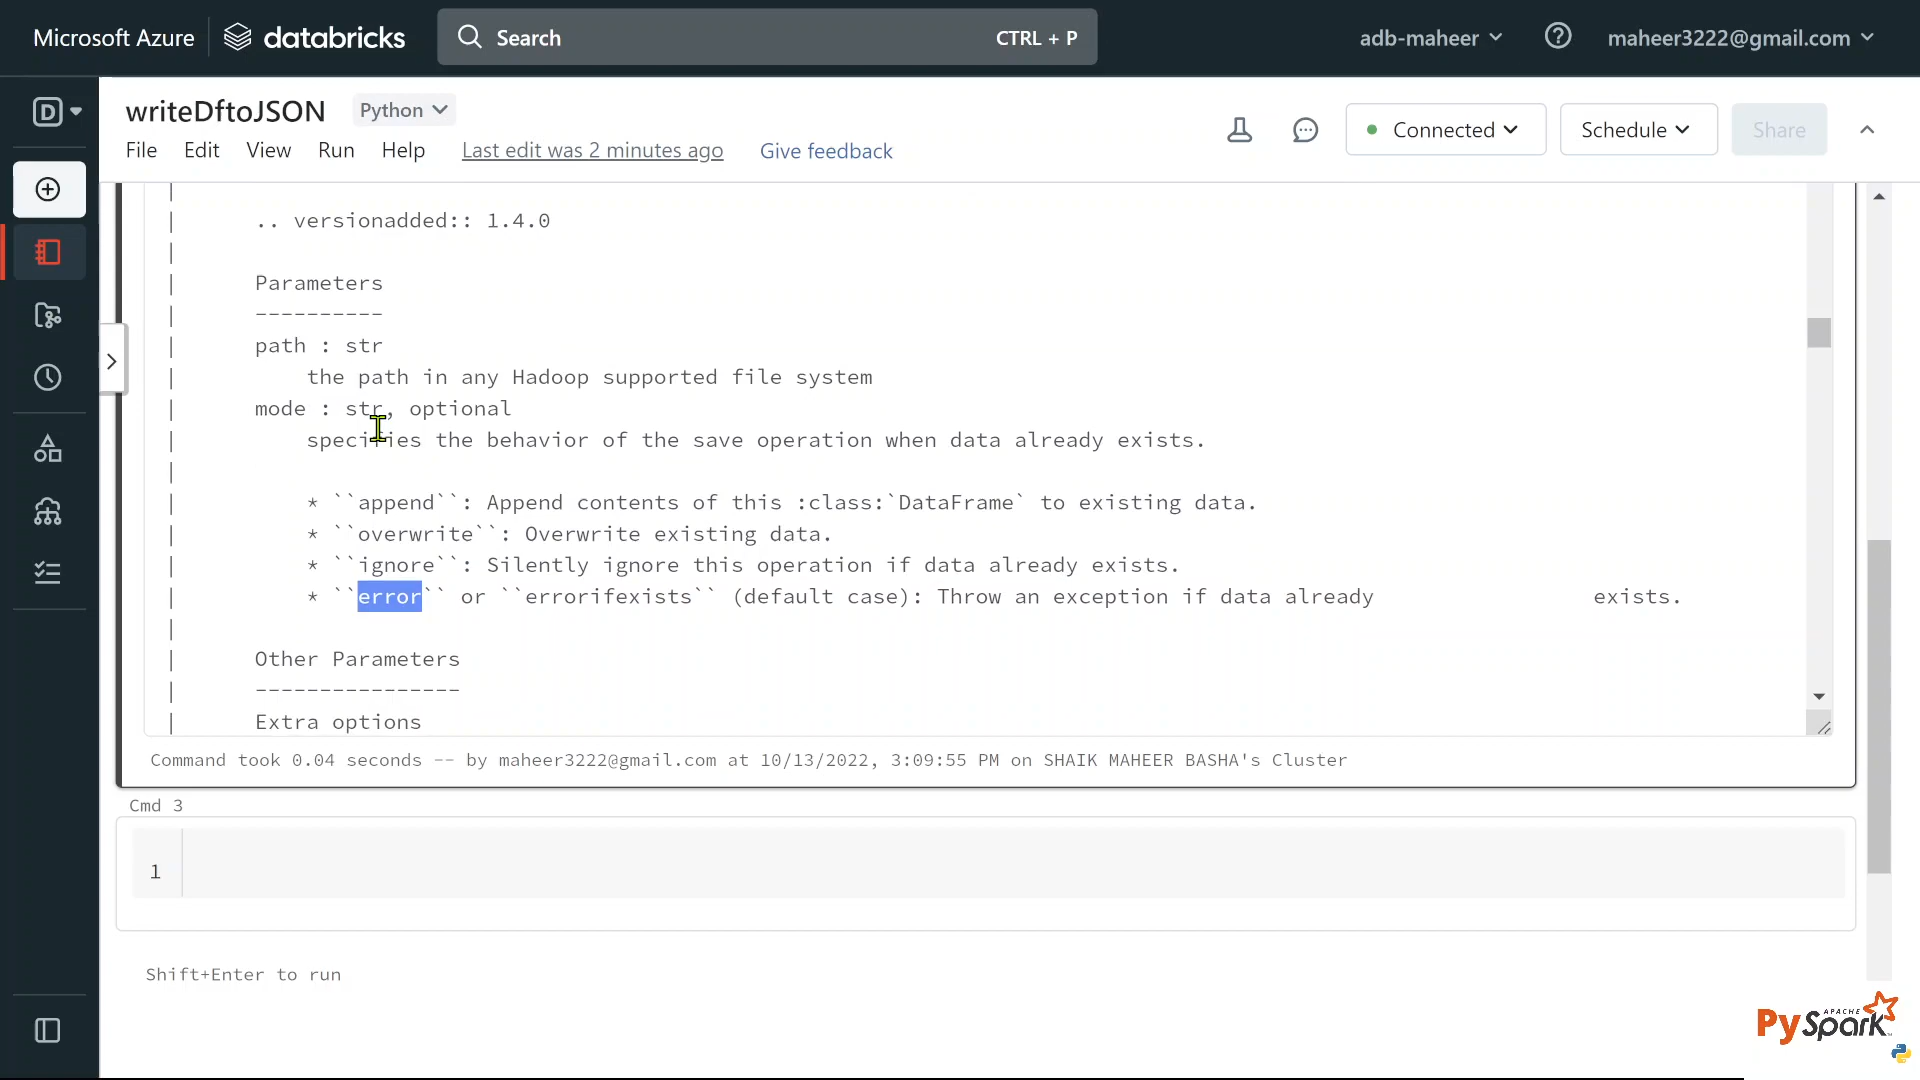 Microsoft Azure databricks Search CTRL + P adb-maheer maheer3222@gmail.com
writeDftoJSON Python
File Edit View Run Help Last edit was 2 minutes ago Give feedback
Connected Schedule Share
| .. versionadded:: 1.4.0
|
| Parameters
| ----------
| path : str
| the path in any Hadoop supported file system
| mode : str, optional
| specifies the behavior of the save operation when data already exists.
|
| * ``append``: Append contents of this :class:`DataFrame` to existing data.
| * ``overwrite``: Overwrite existing data.
| * ``ignore``: Silently ignore this operation if data already exists.
| * ``error`` or ``errorifexists`` (default case): Throw an exception if data already exists.
|
| Other Parameters
| ----------------
| Extra options
Command took 0.04 seconds -- by maheer3222@gmail.com at 10/13/2022, 3:09:55 PM on SHAIK MAHEER BASHA's Cluster
Cmd 3
1
Shift+Enter to run
APACHE
PySpark